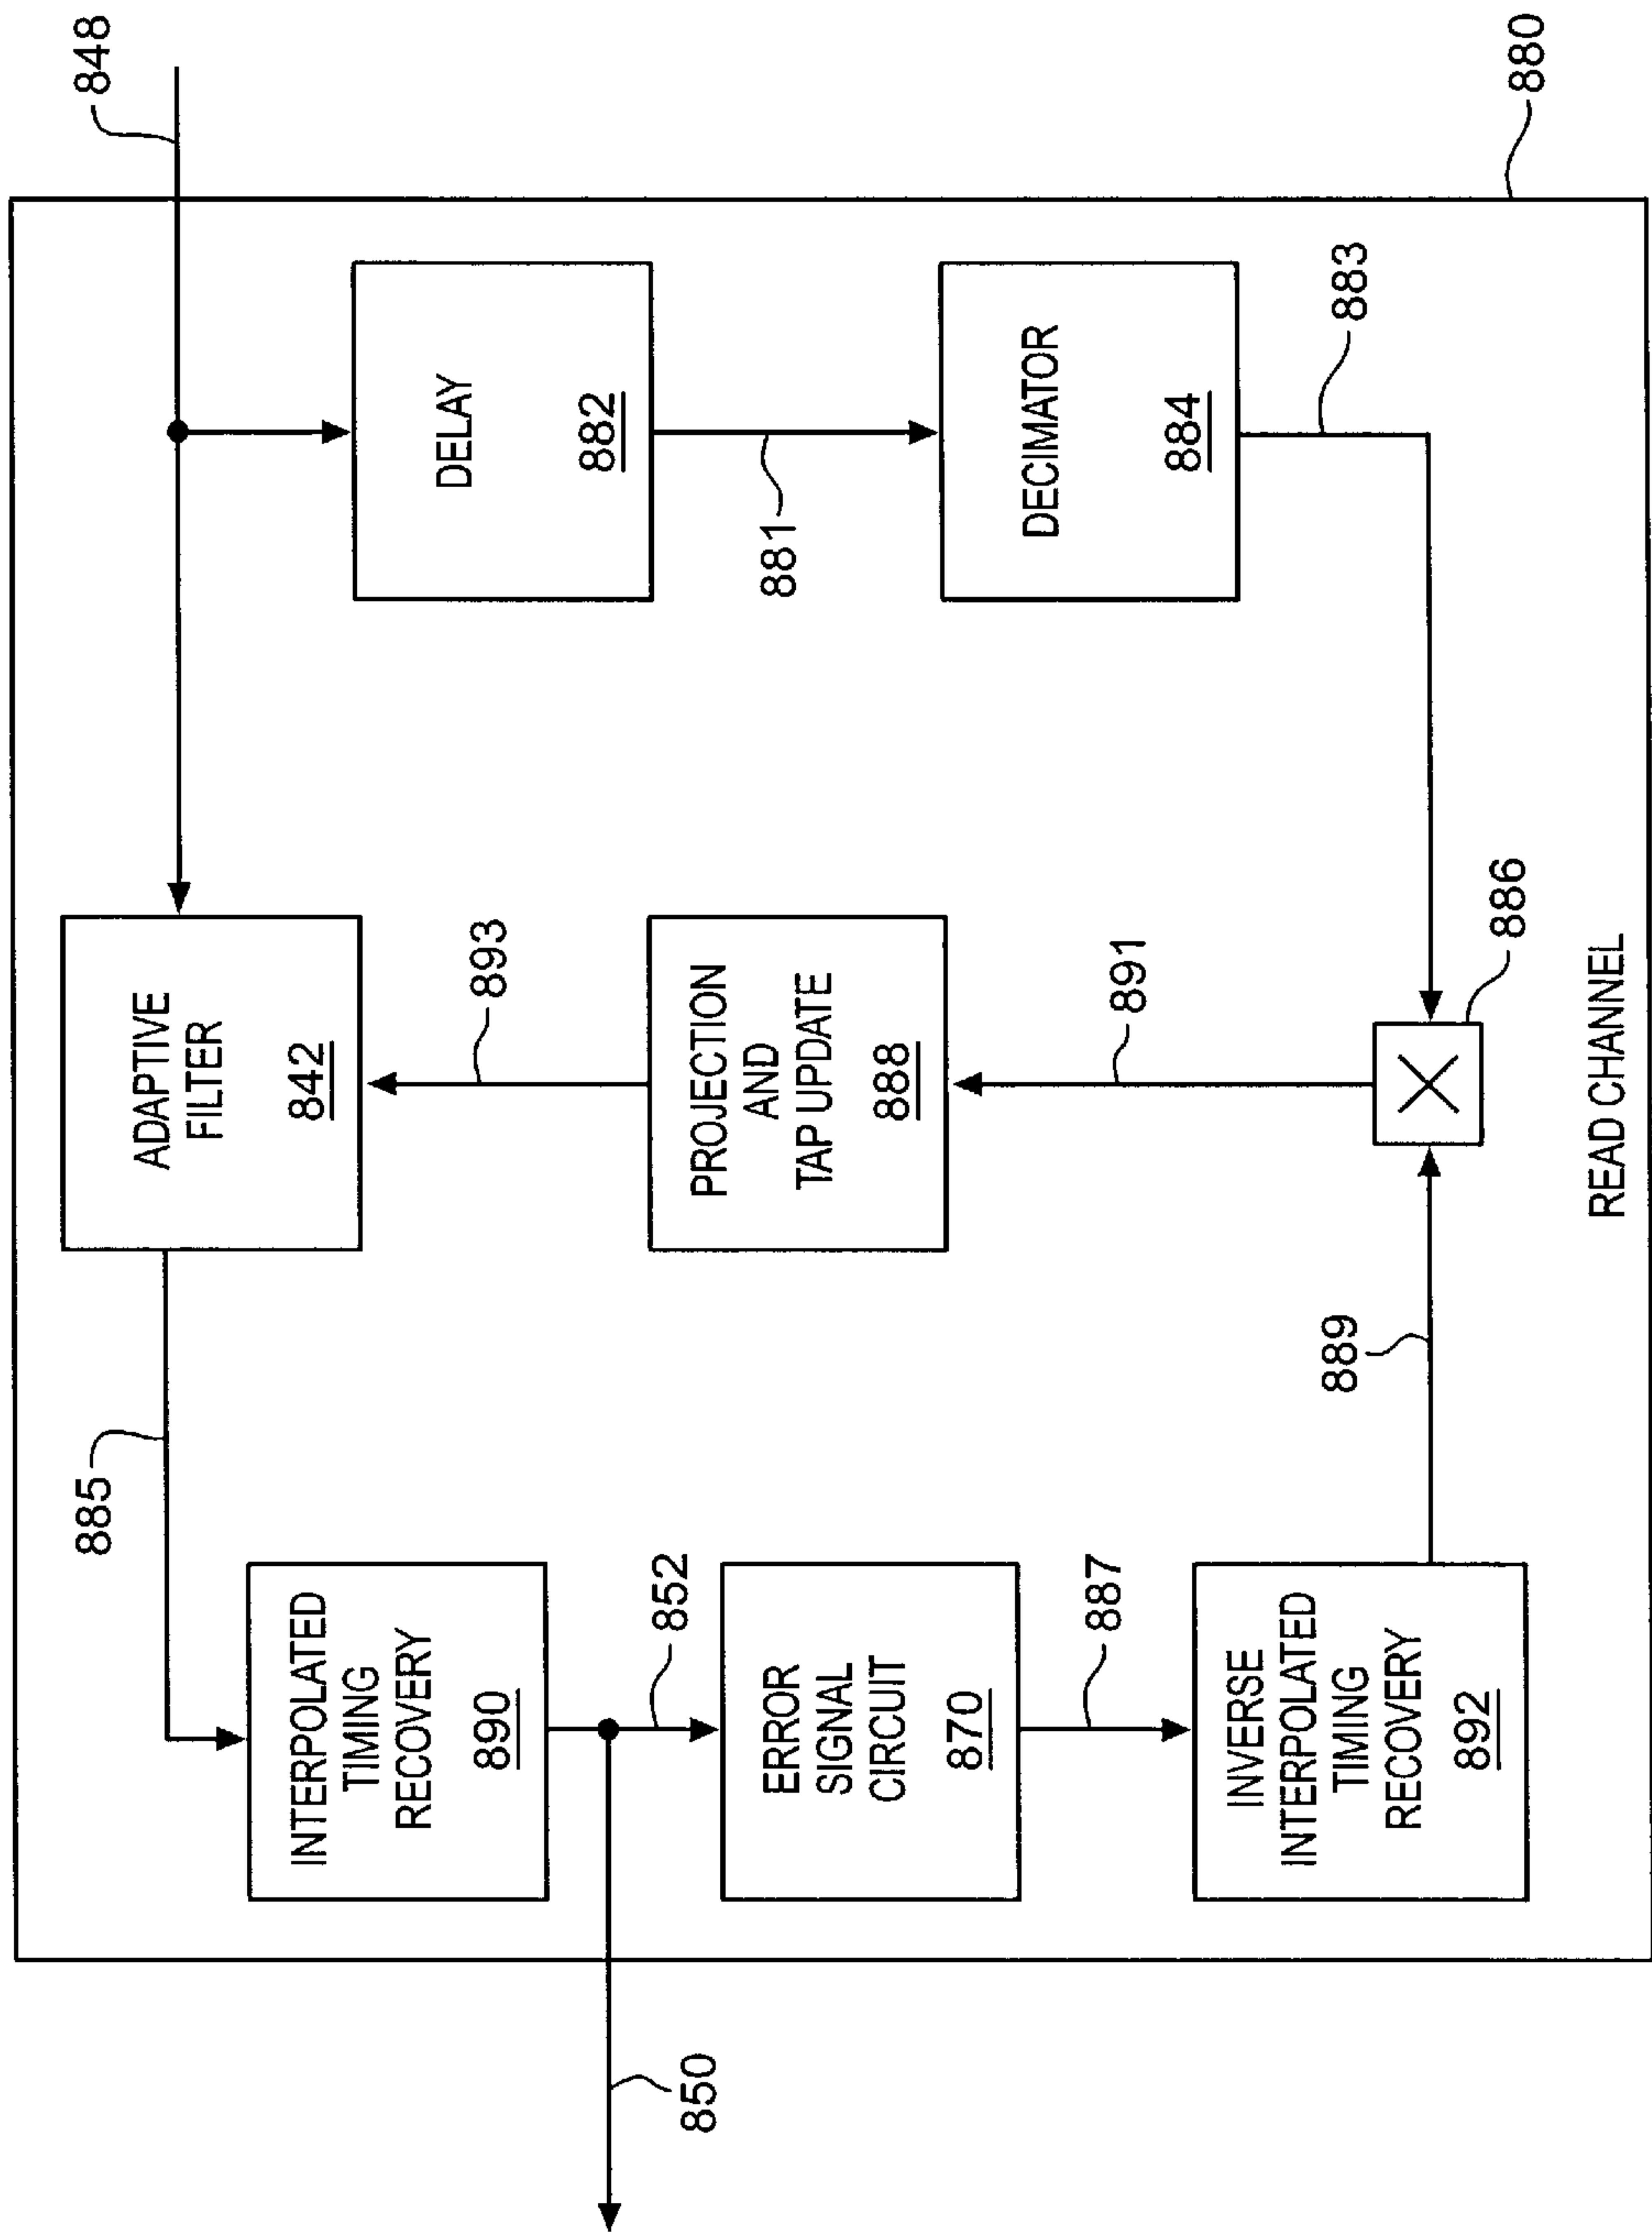 848
880
DELAY
882
881
DECIMATOR
884
883
ADAPTIVE
FILTER
842
893
PROJECTION
AND
TAP UPDATE
888
891
886
885
INTERPOLATED
TIMING
RECOVERY
890
852
ERROR
SIGNAL
CIRCUIT
870
887
INVERSE
INTERPOLATED
TIMING
RECOVERY
892
889
READ CHANNEL
850